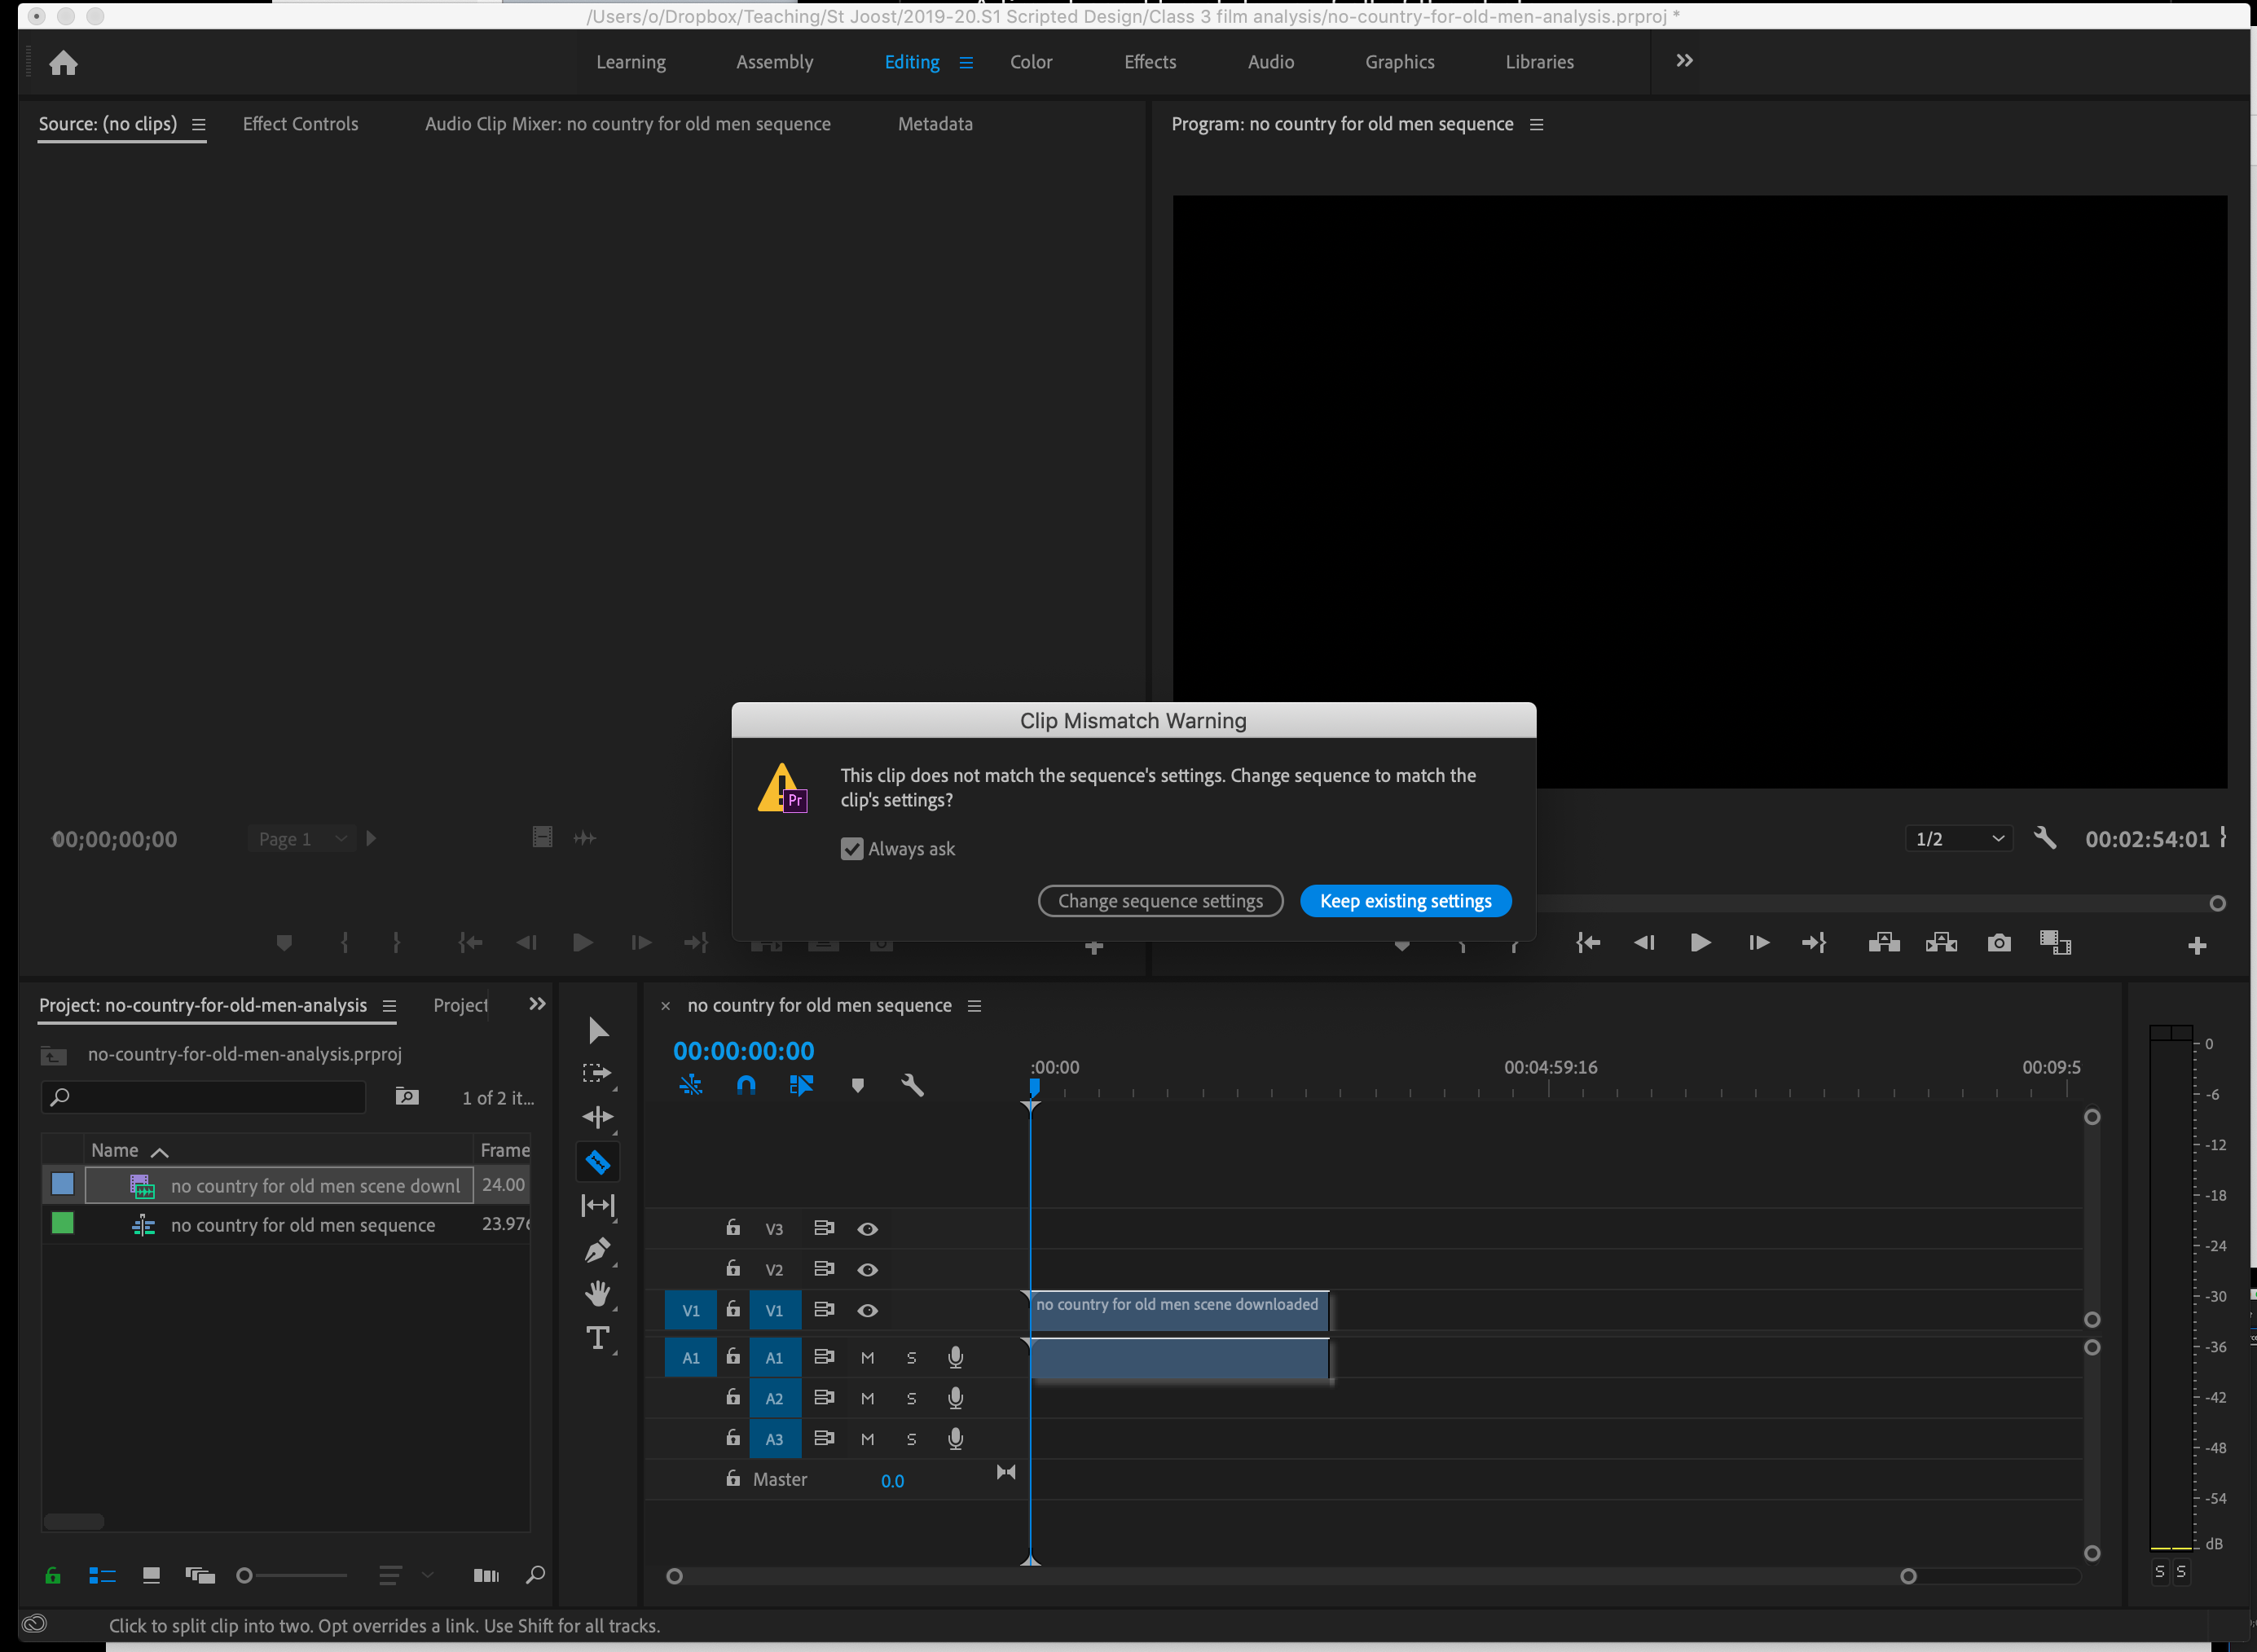 /Users/o/Dropbox/Teaching/St Joost/2019-20.S1 Scripted Design/Class 3 film analysis/no-country-for-old-men-analysis.prproj *
Learning Assembly Editing Color Effects Audio Graphics Libraries
Source: (no clips) Effect Controls Audio Clip Mixer: no country for old men sequence Metadata
Program: no country for old men sequence
Clip Mismatch Warning
This clip does not match the sequence's settings. Change sequence to match the
clip's settings?
Pr
Always ask
Change sequence settings Keep existing settings
00;00;00;00 Page 1
1/2 00:02:54:01
Project: no-country-for-old-men-analysis Project
no-country-for-old-men-analysis.prproj
1 of 2 it...
Name Frame
no country for old men scene downl 24.00
no country for old men sequence 23.976
× no country for old men sequence
00:00:00:00
:00:00 00:04:59:16 00:09:5
V3
V2
V1 V1 no country for old men scene downloaded
A1 A1 M S
A2 M S
A3 M S
Master 0.0
0
-6
-12
-18
-24
-30
-36
-42
-48
-54
dB
S S
Click to split clip into two. Opt overrides a link. Use Shift for all tracks.